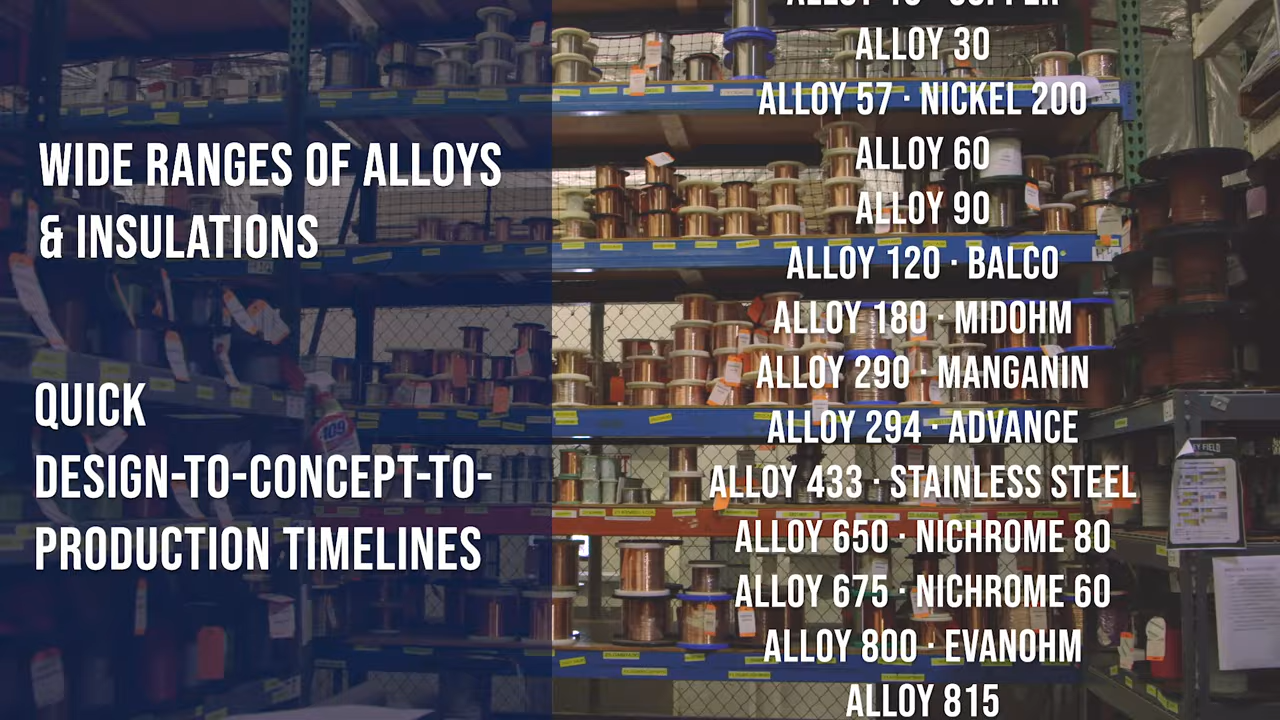 WIDE RANGES OF ALLOYS
& INSULATIONS
QUICK
DESIGN-TO-CONCEPT-TO-
PRODUCTION TIMELINES
ALLOY 30
ALLOY 57 · NICKEL 200
ALLOY 60
ALLOY 90
ALLOY 120 · BALCO
ALLOY 180 · MIDOHM
ALLOY 290 · MANGANIN
ALLOY 294 · ADVANCE
ALLOY 433 · STAINLESS STEEL
ALLOY 650 · NICHROME 80
ALLOY 675 · NICHROME 60
ALLOY 800 · EVANOHM
ALLOY 815
409